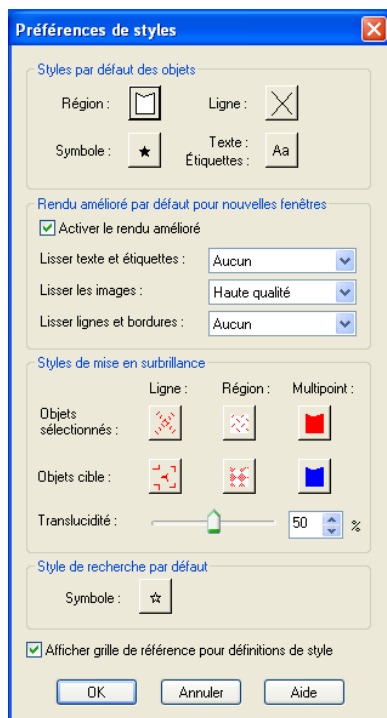 Préférences de styles
Styles par défaut des objets
Région : Ligne :
Symbole : Texte : Étiquettes : Aa
Rendu amélioré par défaut pour nouvelles fenêtres
Activer le rendu amélioré
Lisser texte et étiquettes : Aucun
Lisser les images : Haute qualité
Lisser lignes et bordures : Aucun
Styles de mise en surbrillance
Ligne : Région : Multipoint :
Objets sélectionnés :
Objets cible :
Translucidité : 50 %
Style de recherche par défaut
Symbole :
Afficher grille de référence pour définitions de style
OK Annuler Aide